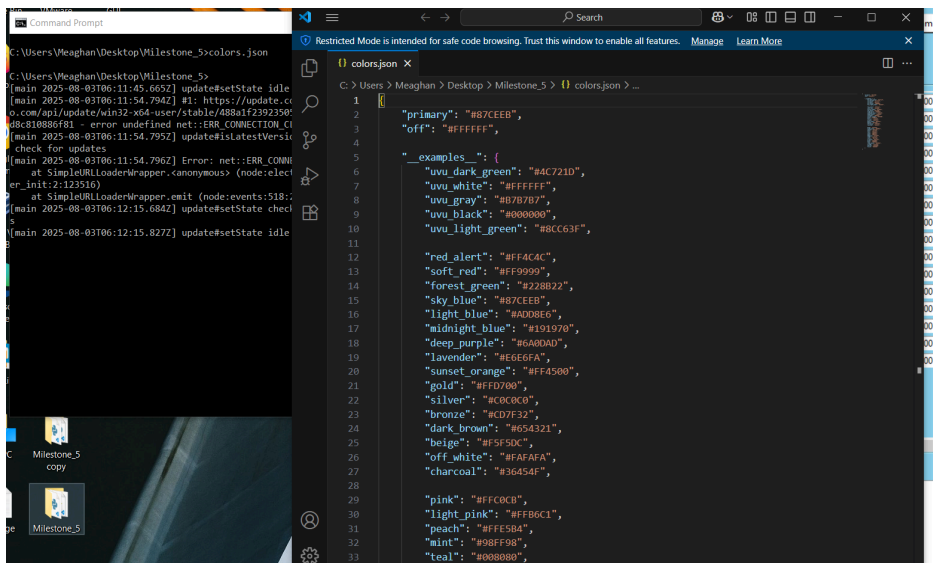 VMware
GUI
Command Prompt
C:\Users\Meaghan\Desktop\Milestone_5>colors.json
C:\Users\Meaghan\Desktop\Milestone_5>
[main 2025-08-03T06:11:45.665Z] update#setState idle
[main 2025-08-03T06:11:54.794Z] #1: https://update.co
o.com/api/update/win32-x64-user/stable/488a1f23923505
d8c810886f81 - error undefined net::ERR_CONNECTION_CL
[main 2025-08-03T06:11:54.795Z] update#isLatestVersio
check for updates
[main 2025-08-03T06:11:54.796Z] Error: net::ERR_CONNE
at SimpleURLLoaderWrapper.<anonymous> (node:elect
er_init:2:123516)
at SimpleURLLoaderWrapper.emit (node:events:518:2
[main 2025-08-03T06:12:15.684Z] update#setState check
s
[main 2025-08-03T06:12:15.827Z] update#setState idle
Milestone_5
copy
Milestone_5
Search
Restricted Mode is intended for safe code browsing. Trust this window to enable all features. Manage Learn More
{} colors.json
C: > Users > Meaghan > Desktop > Milestone_5 > {} colors.json > ...
1 {
2 "primary": "#87CEEB",
3 "off": "#FFFFFF",
4
5 "__examples__": {
6 "uvu_dark_green": "#4C721D",
7 "uvu_white": "#FFFFFF",
8 "uvu_gray": "#B7B7B7",
9 "uvu_black": "#000000",
10 "uvu_light_green": "#8CC63F",
11
12 "red_alert": "#FF4C4C",
13 "soft_red": "#FF9999",
14 "forest_green": "#228B22",
15 "sky_blue": "#87CEEB",
16 "light_blue": "#ADD8E6",
17 "midnight_blue": "#191970",
18 "deep_purple": "#6A0DAD",
19 "lavender": "#E6E6FA",
20 "sunset_orange": "#FF4500",
21 "gold": "#FFD700",
22 "silver": "#C0C0C0",
23 "bronze": "#CD7F32",
24 "dark_brown": "#654321",
25 "beige": "#F5F5DC",
26 "off_white": "#FAFAFA",
27 "charcoal": "#36454F",
28
29 "pink": "#FFC0CB",
30 "light_pink": "#FFB6C1",
31 "peach": "#FFE5B4",
32 "mint": "#98FF98",
33 "teal": "#008080",